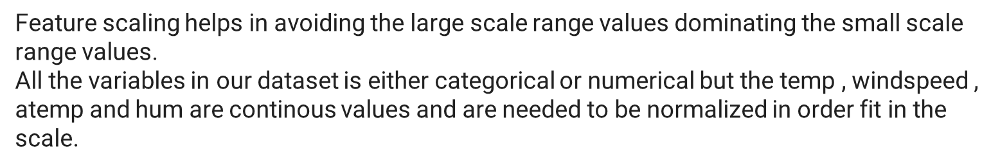 Feature scaling helps in avoiding the large scale range values dominating the small scale
range values.
All the variables in our dataset is either categorical or numerical but the temp , windspeed ,
atemp and hum are continous values and are needed to be normalized in order fit in the
scale.